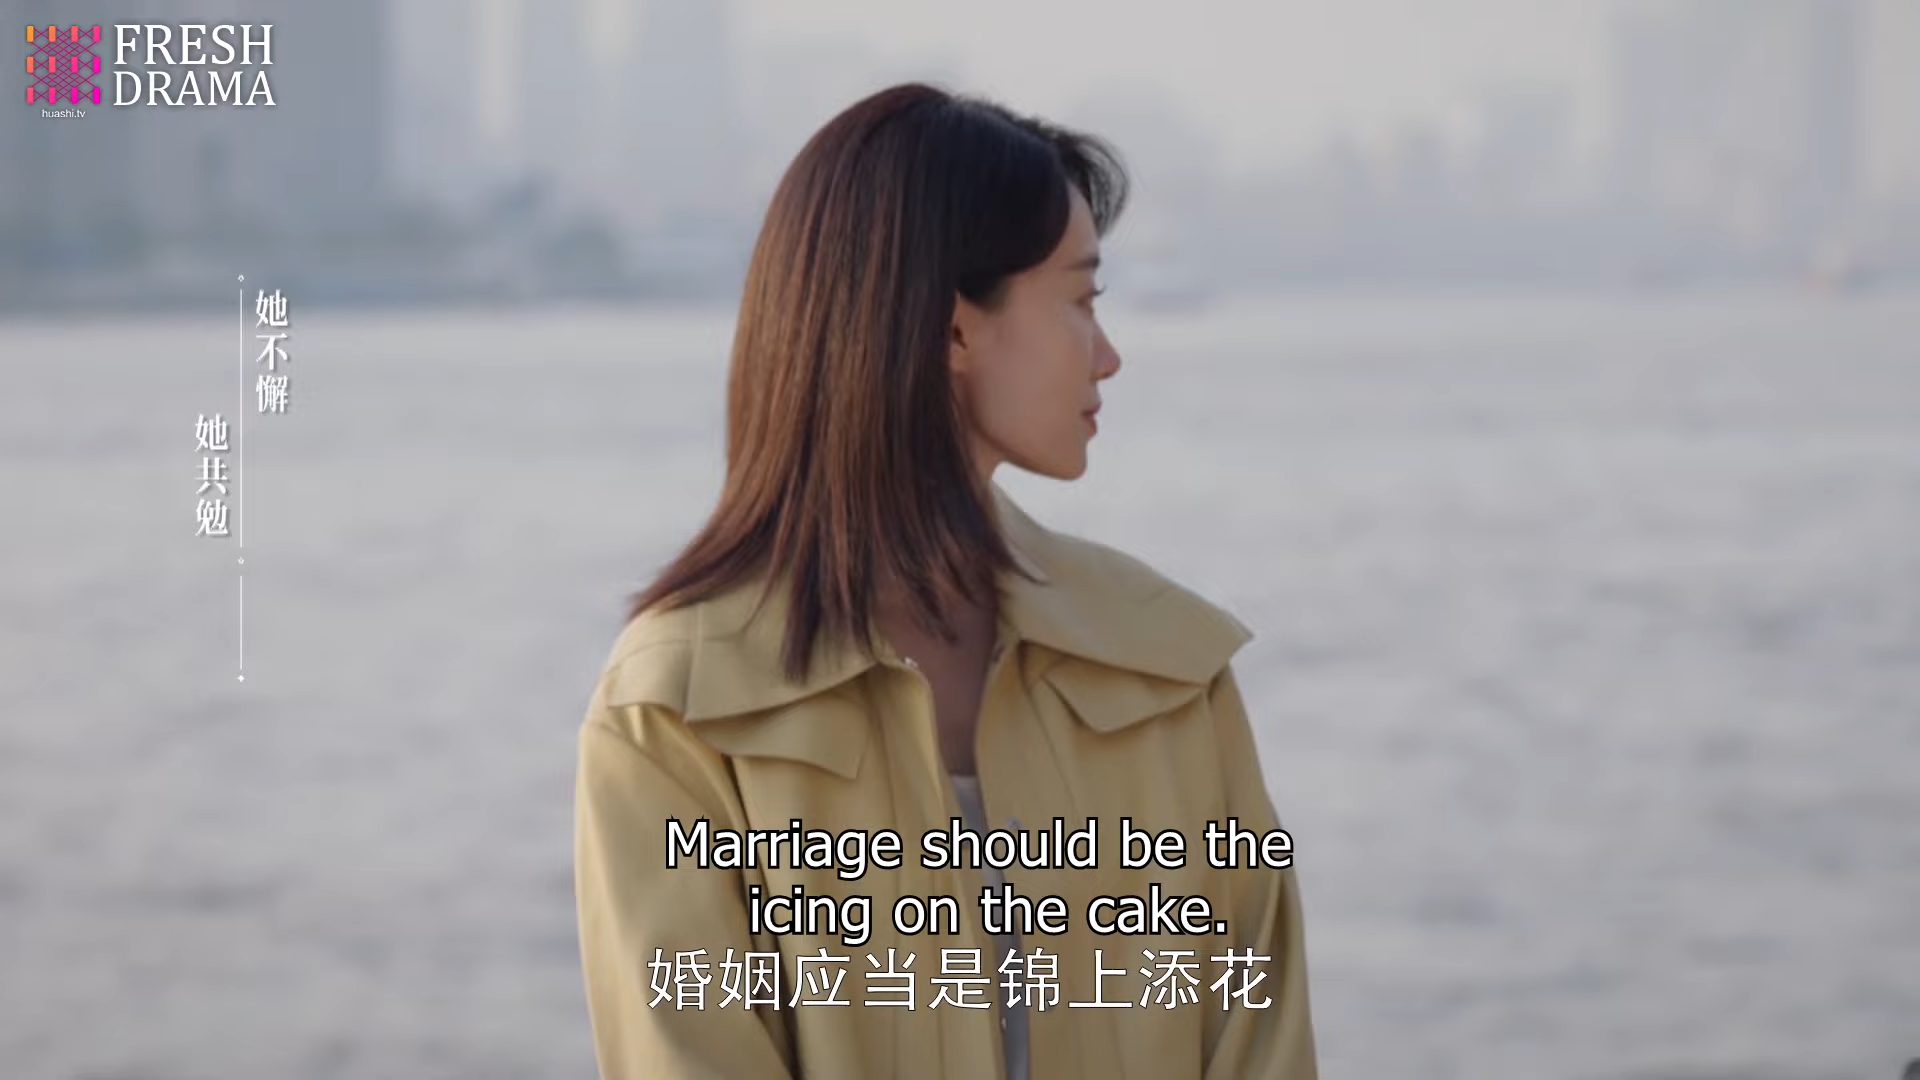 FRESH
DRAMA
huashi.tv
她不懈
她共勉
Marriage should be the
icing on the cake.
婚姻应当是锦上添花